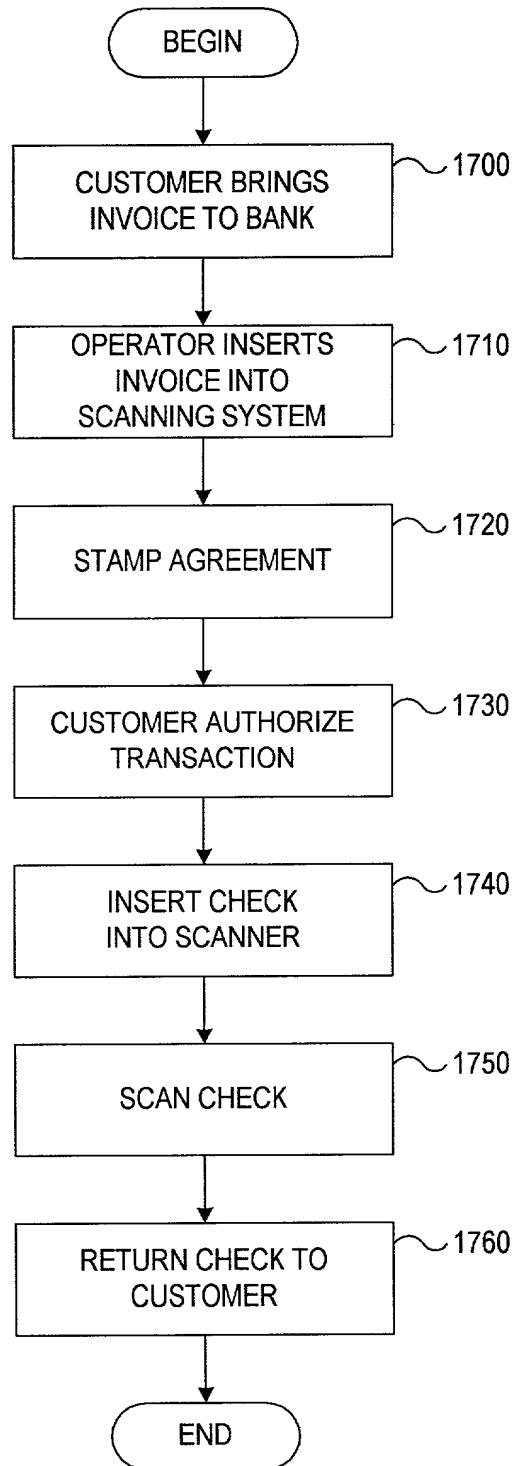 BEGIN
CUSTOMER BRINGS
INVOICE TO BANK
1700
OPERATOR INSERTS
INVOICE INTO
SCANNING SYSTEM
1710
STAMP AGREEMENT
1720
CUSTOMER AUTHORIZE
TRANSACTION
1730
INSERT CHECK
INTO SCANNER
1740
SCAN CHECK
1750
RETURN CHECK TO
CUSTOMER
1760
END